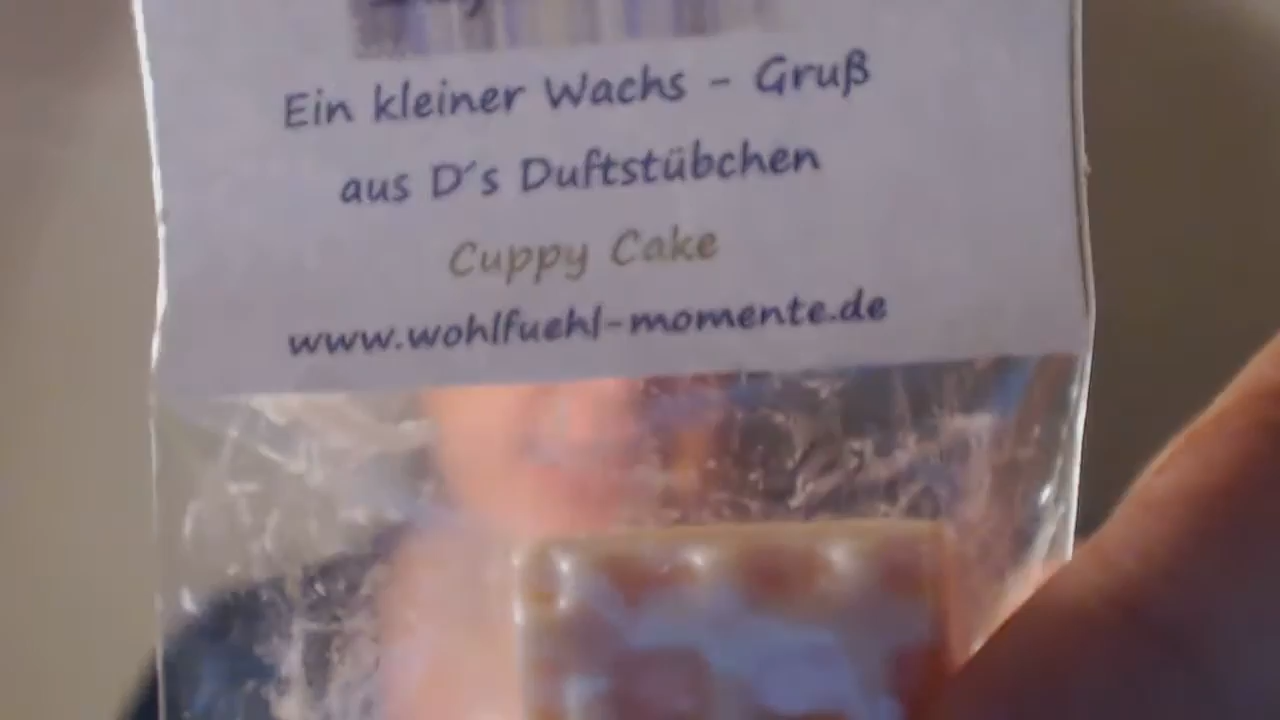 Ein kleiner Wachs - Gruß
aus D´s Duftstübchen
Cuppy Cake
www.wohlfuehl-momente.de